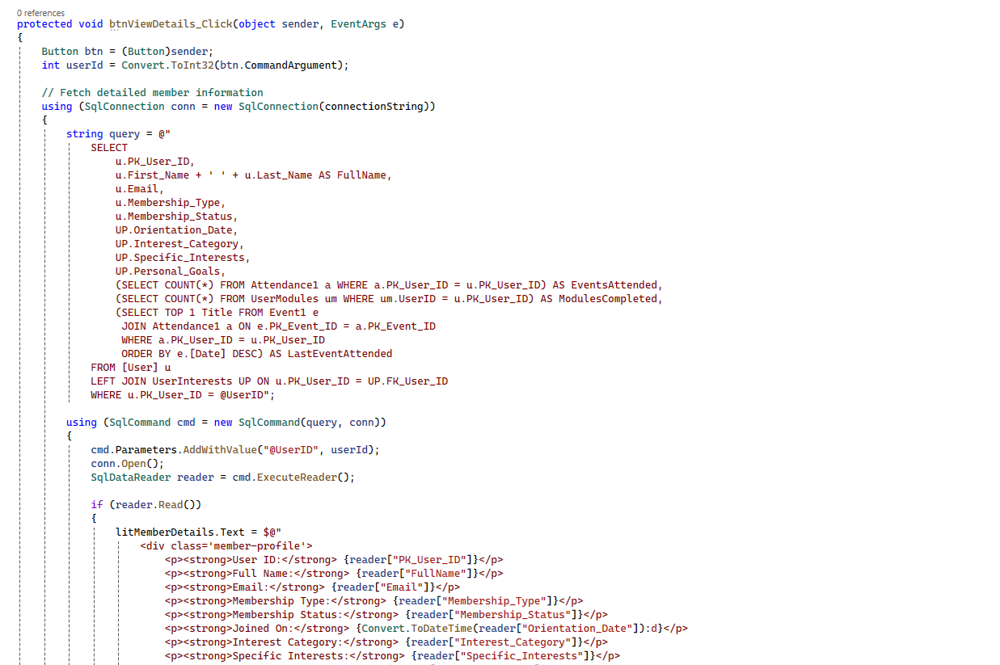 0 references
protected void btnViewDetails_Click(object sender, EventArgs e)
{
    Button btn = (Button)sender;
    int userId = Convert.ToInt32(btn.CommandArgument);

    // Fetch detailed member information
    using (SqlConnection conn = new SqlConnection(connectionString))
    {
        string query = @"
            SELECT
                u.PK_User_ID,
                u.First_Name + ' ' + u.Last_Name AS FullName,
                u.Email,
                u.Membership_Type,
                u.Membership_Status,
                UP.Orientation_Date,
                UP.Interest_Category,
                UP.Specific_Interests,
                UP.Personal_Goals,
                (SELECT COUNT(*) FROM Attendance1 a WHERE a.PK_User_ID = u.PK_User_ID) AS EventsAttended,
                (SELECT COUNT(*) FROM UserModules um WHERE um.UserID = u.PK_User_ID) AS ModulesCompleted,
                (SELECT TOP 1 Title FROM Event1 e
                 JOIN Attendance1 a ON e.PK_Event_ID = a.PK_Event_ID
                 WHERE a.PK_User_ID = u.PK_User_ID
                 ORDER BY e.[Date] DESC) AS LastEventAttended
            FROM [User] u
            LEFT JOIN UserInterests UP ON u.PK_User_ID = UP.FK_User_ID
            WHERE u.PK_User_ID = @UserID";

        using (SqlCommand cmd = new SqlCommand(query, conn))
        {
            cmd.Parameters.AddWithValue("@UserID", userId);
            conn.Open();
            SqlDataReader reader = cmd.ExecuteReader();

            if (reader.Read())
            {
                litMemberDetails.Text = $@"
                    <div class='member-profile'>
                        <p><strong>User ID:</strong> {reader["PK_User_ID"]}</p>
                        <p><strong>Full Name:</strong> {reader["FullName"]}</p>
                        <p><strong>Email:</strong> {reader["Email"]}</p>
                        <p><strong>Membership Type:</strong> {reader["Membership_Type"]}</p>
                        <p><strong>Membership Status:</strong> {reader["Membership_Status"]}</p>
                        <p><strong>Joined On:</strong> {Convert.ToDateTime(reader["Orientation_Date"]):d}</p>
                        <p><strong>Interest Category:</strong> {reader["Interest_Category"]}</p>
                        <p><strong>Specific Interests:</strong> {reader["Specific_Interests"]}</p>